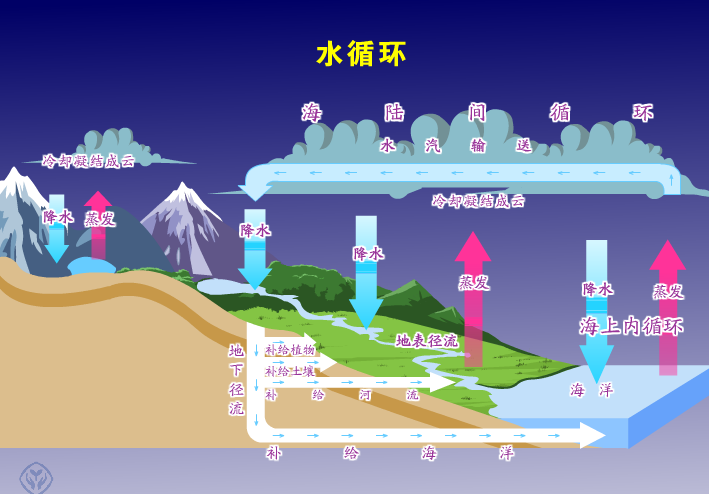 水循环
海陆间循环
水汽输送
冷却凝结成云
冷却凝结成云
降水
蒸发
降水
降水
蒸发
降水
蒸发
海上内循环
地表径流
海洋
地下径流
补给植物
补给土壤
补给河流
补给海洋